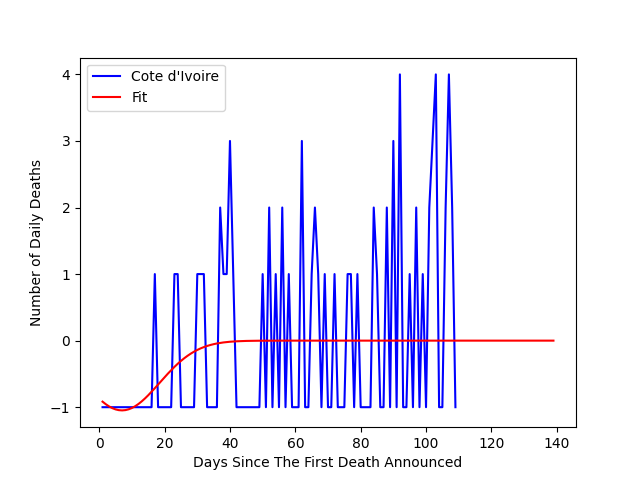 Cote d'Ivoire
Fit
Number of Daily Deaths
4
3
2
1
0
−1
0 20 40 60 80 100 120 140
Days Since The First Death Announced